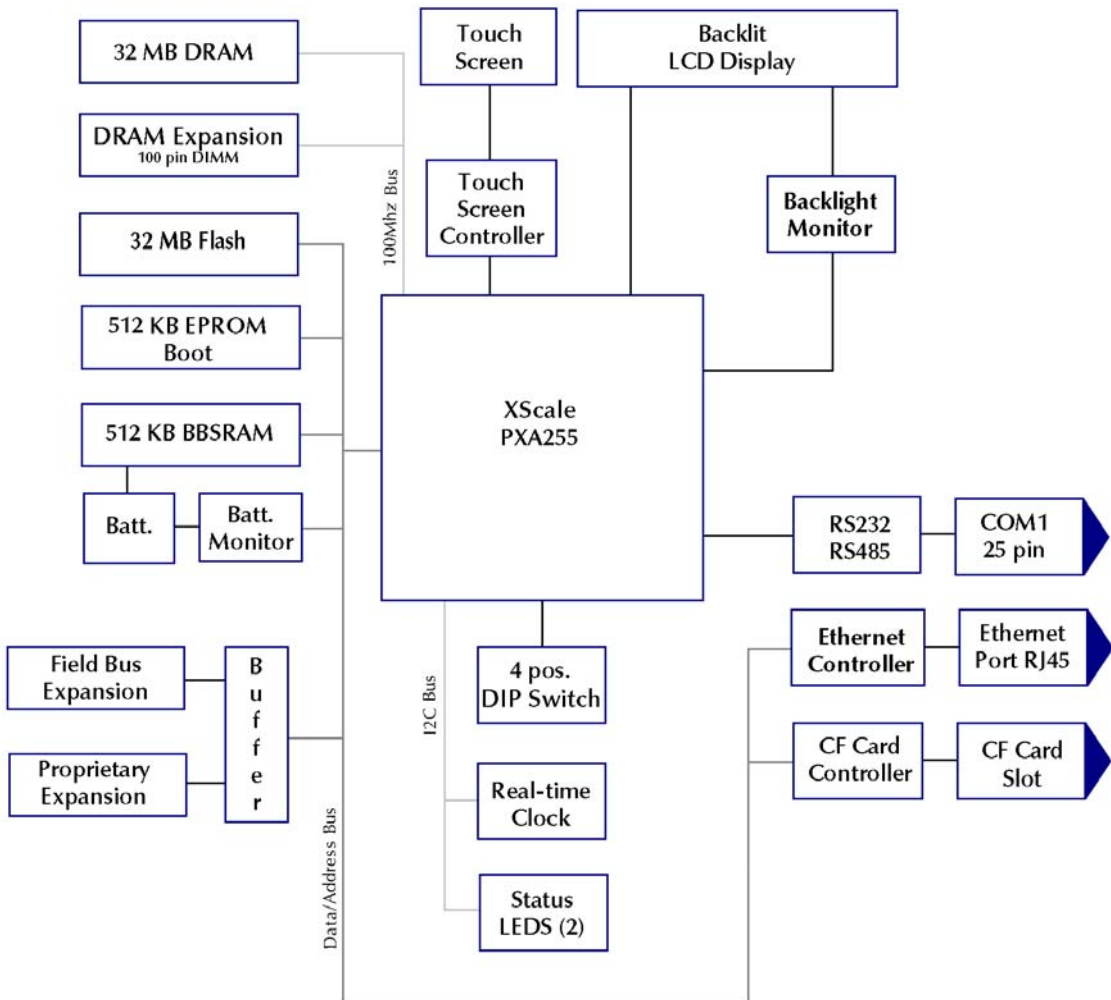 32 MB DRAM
Touch
Screen
Backlit
LCD Display
DRAM Expansion
100 pin DIMM
100Mhz Bus
Touch
Screen
Controller
Backlight
Monitor
32 MB Flash
512 KB EPROM
Boot
XScale
PXA255
512 KB BBSRAM
Batt.
Batt.
Monitor
RS232
RS485
COM1
25 pin
Ethernet
Controller
Ethernet
Port RJ45
Field Bus
Expansion
Buffer
Proprietary
Expansion
I2C Bus
4 pos.
DIP Switch
CF Card
Controller
CF Card
Slot
Real-time
Clock
Data/Address Bus
Status
LEDS (2)